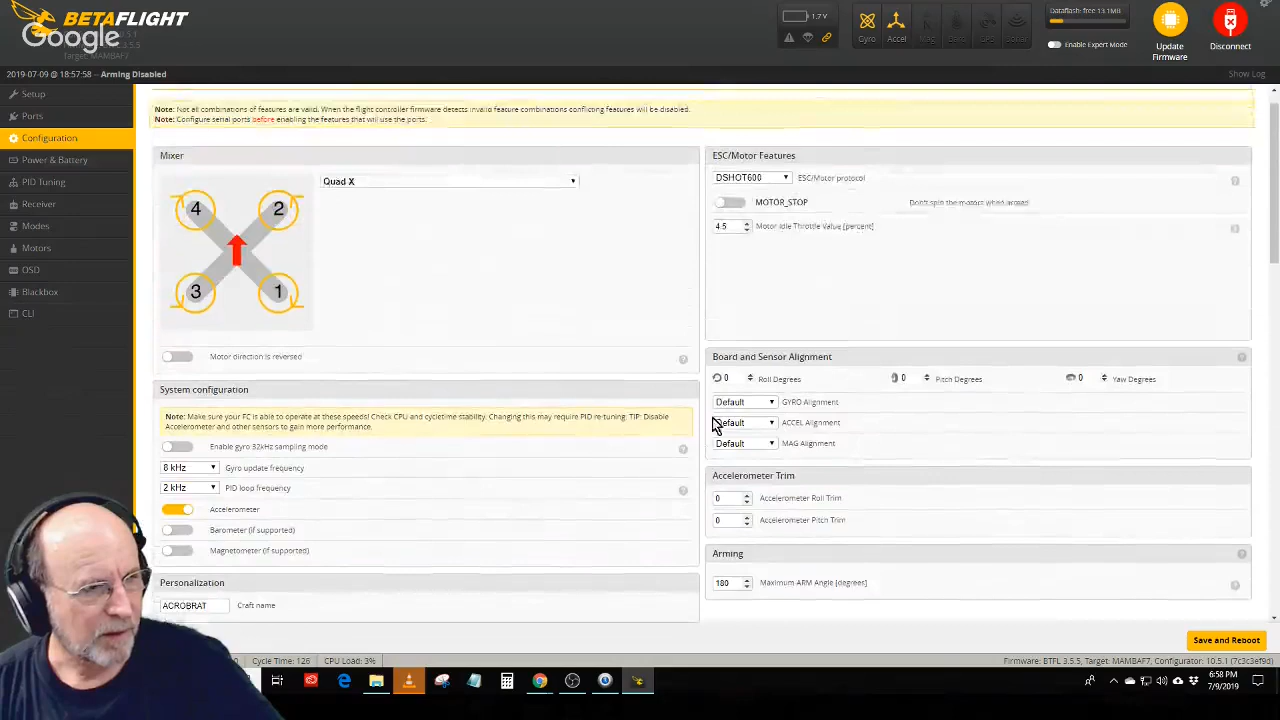 BETAFLIGHT
Google
Target: MAMBAF7
1.7 V
Gyro
Accel
Dataflash: free 13.1MB
Enable Expert Mode
Update
Firmware
Disconnect
2019-07-09 @ 18:57:58 -- Arming Disabled
Show Log
Setup
Ports
Configuration
Power & Battery
PID Tuning
Receiver
Modes
Motors
OSD
Blackbox
CLI
Note: Not all combinations of features are valid. When the flight controller firmware detects invalid feature combinations conflicting features will be disabled.
Note: Configure serial ports before enabling the features that will use the ports.
Mixer
Quad X
4 2
3 1
Motor direction is reversed
ESC/Motor Features
DSHOT600 ESC/Motor protocol
MOTOR_STOP Don't spin the motors when armed
4.5 Motor Idle Throttle Value [percent]
System configuration
Note: Make sure your FC is able to operate at these speeds! Check CPU and cycletime stability. Changing this may require PID re-tuning. TIP: Disable
Accelerometer and other sensors to gain more performance.
Enable gyro 32kHz sampling mode
8 kHz Gyro update frequency
2 kHz PID loop frequency
Accelerometer
Barometer (if supported)
Magnetometer (if supported)
Board and Sensor Alignment
0 Roll Degrees 0 Pitch Degrees 0 Yaw Degrees
Default GYRO Alignment
Default ACCEL Alignment
Default MAG Alignment
Accelerometer Trim
0 Accelerometer Roll Trim
0 Accelerometer Pitch Trim
Arming
180 Maximum ARM Angle [degrees]
Personalization
ACROBRAT Craft name
Save and Reboot
Cycle Time: 126 CPU Load: 3%
Firmware: BTFL 3.5.5, Target: MAMBAF7, Configurator: 10.5.1 (7c3c3ef9d)
6:58 PM
7/9/2019